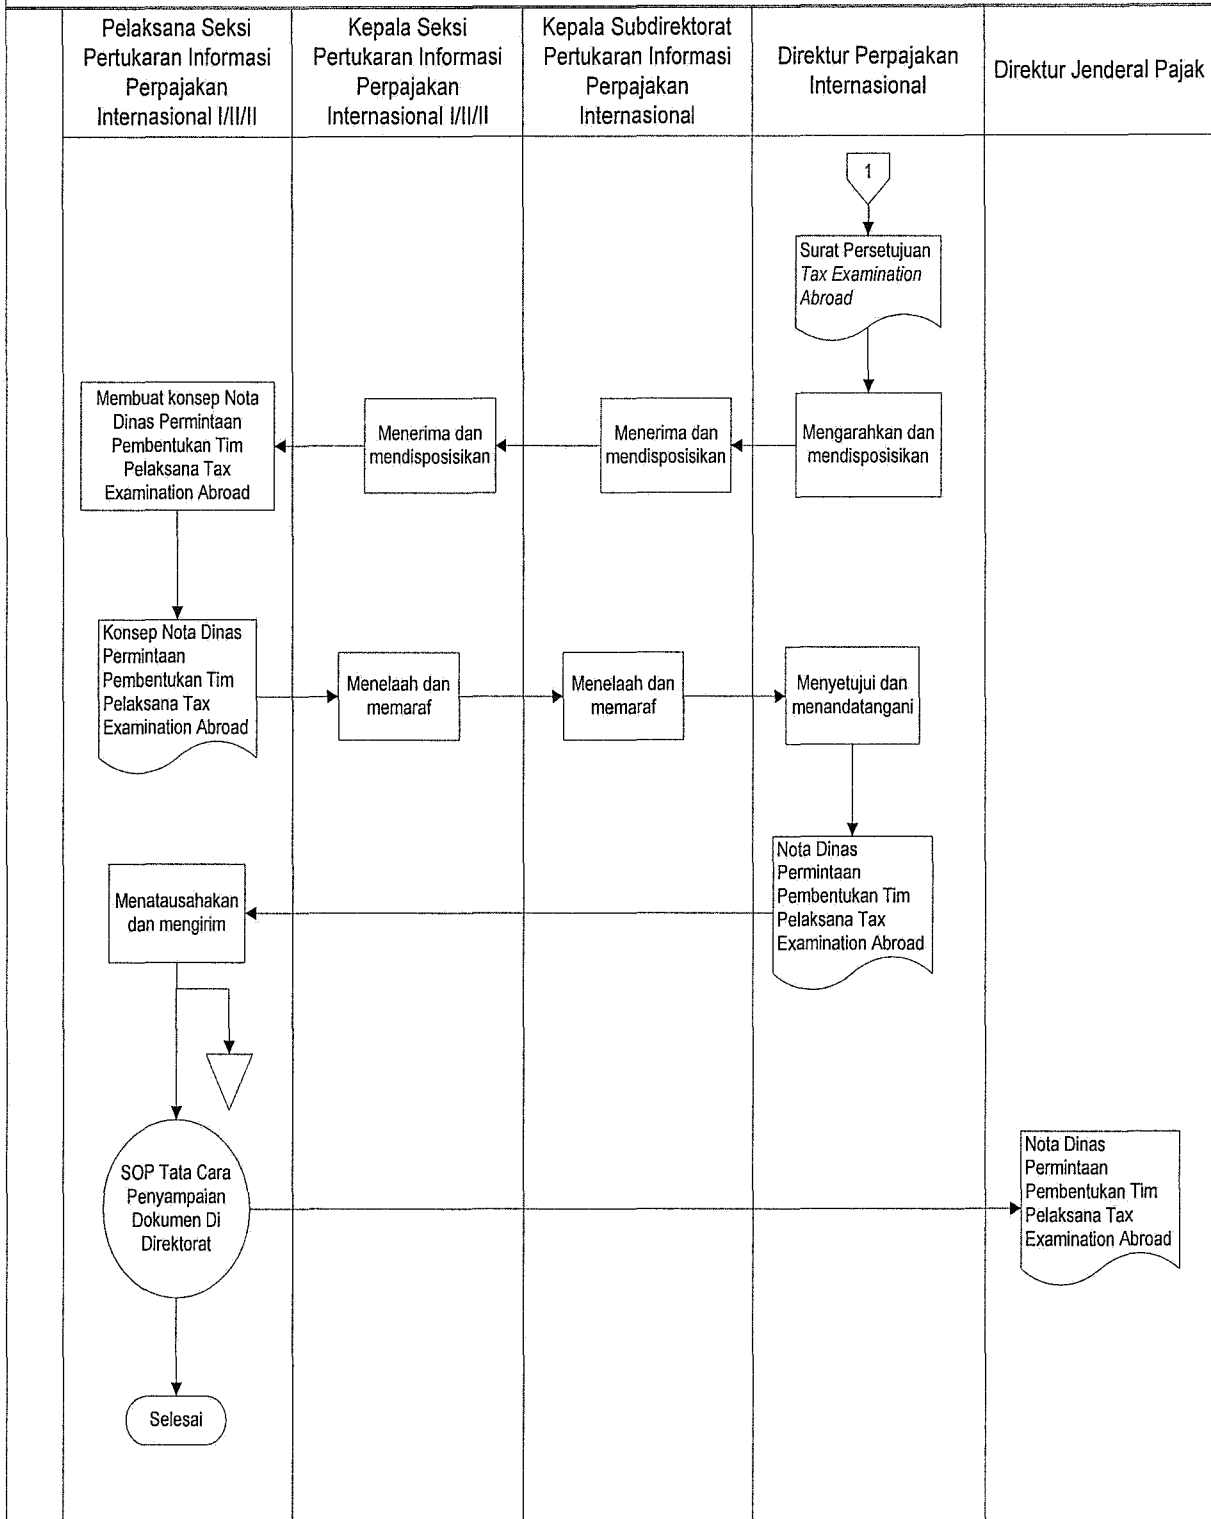 Pelaksana Seksi
Pertukaran Informasi
Perpajakan
Internasional I/II/II
Kepala Seksi
Pertukaran Informasi
Perpajakan
Internasional I/II/II
Kepala Subdirektorat
Pertukaran Informasi
Perpajakan
Internasional
Direktur Perpajakan
Internasional
Direktur Jenderal Pajak
1
Surat Persetujuan
Tax Examination
Abroad
Membuat konsep Nota
Dinas Permintaan
Pembentukan Tim
Pelaksana Tax
Examination Abroad
Menerima dan
mendisposisikan
Menerima dan
mendisposisikan
Mengarahkan dan
mendisposisikan
Konsep Nota Dinas
Permintaan
Pembentukan Tim
Pelaksana Tax
Examination Abroad
Menelaah dan
memaraf
Menelaah dan
memaraf
Menyetujui dan
menandatangani
Nota Dinas
Permintaan
Pembentukan Tim
Pelaksana Tax
Examination Abroad
Menatausahakan
dan mengirim
SOP Tata Cara
Penyampaian
Dokumen Di
Direktorat
Nota Dinas
Permintaan
Pembentukan Tim
Pelaksana Tax
Examination Abroad
Selesai